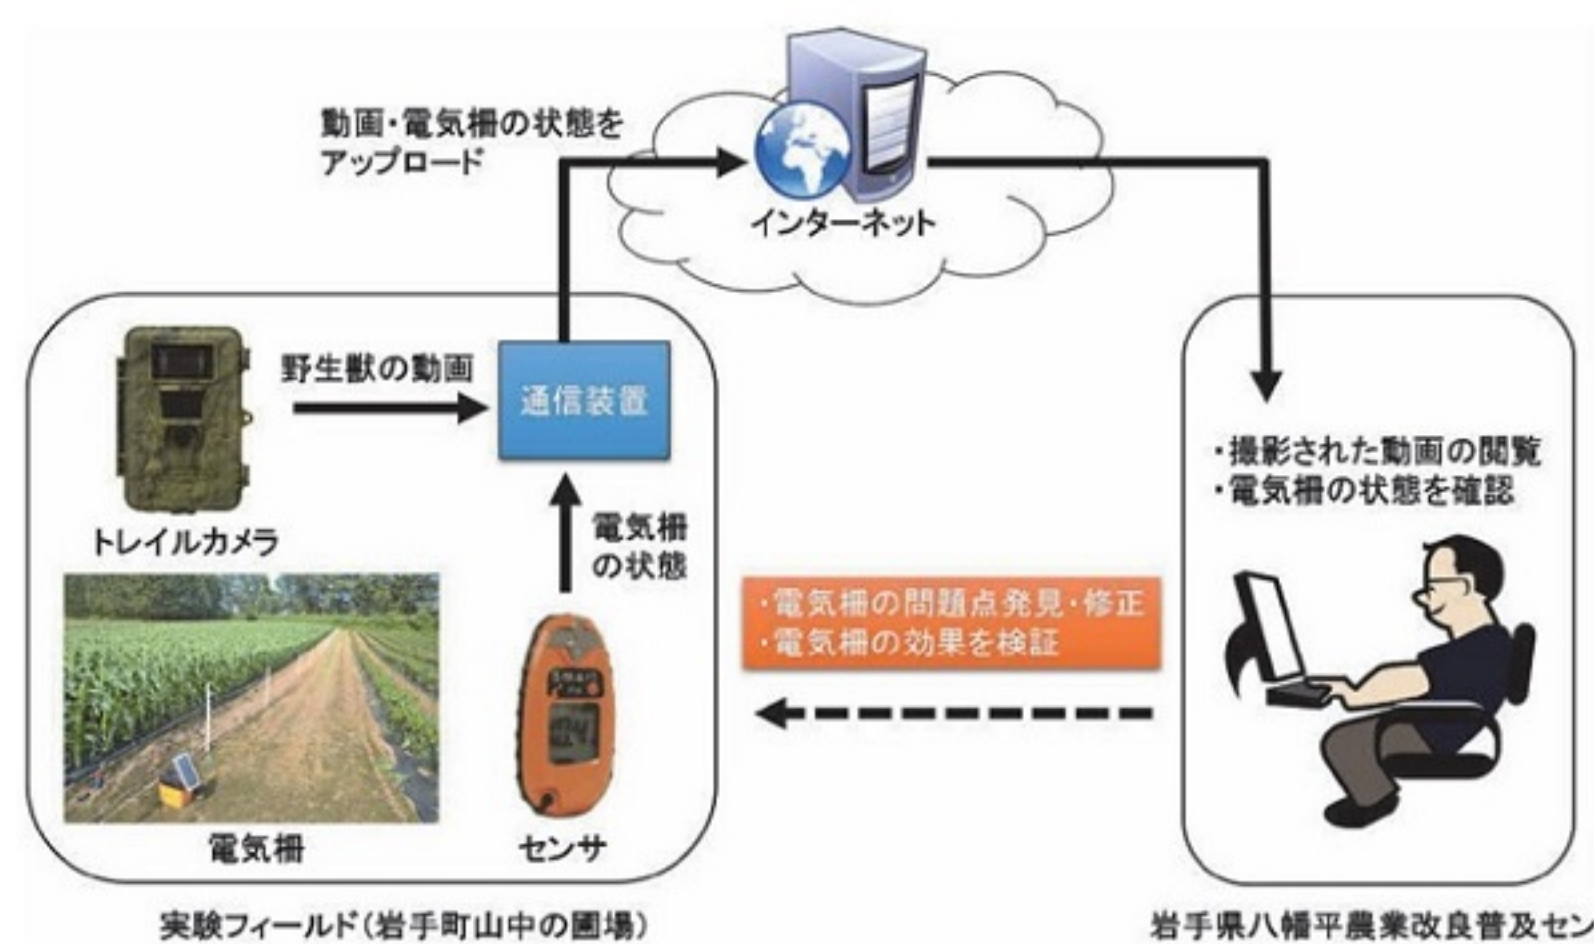 動画・電気柵の状態を
アップロード
インターネット
野生獣の動画
通信装置
トレイルカメラ
電気柵
の状態
・撮影された動画の閲覧
・電気柵の状態を確認
・電気柵の問題点発見・修正
・電気柵の効果を検証
電気柵
センサ
実験フィールド（岩手町山中の圃場）
岩手県八幡平農業改良普及セン